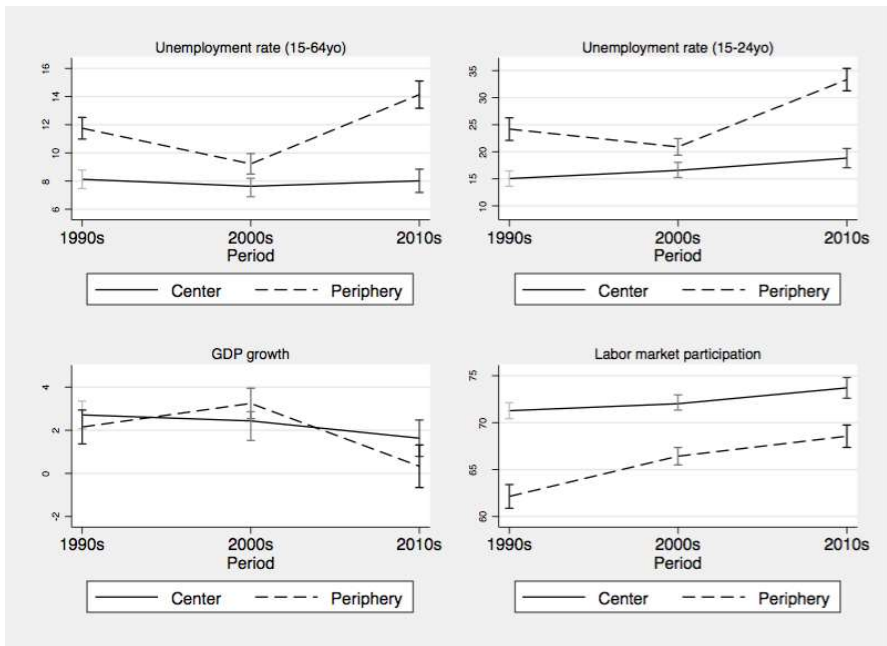 Unemployment rate (15-64yo)
16
14
12
10
8
6
1990s 2000s 2010s
Period
Center Periphery
Unemployment rate (15-24yo)
35
30
25
20
15
10
1990s 2000s 2010s
Period
Center Periphery
GDP growth
4
2
0
-2
1990s 2000s 2010s
Period
Center Periphery
Labor market participation
75
70
65
60
1990s 2000s 2010s
Period
Center Periphery